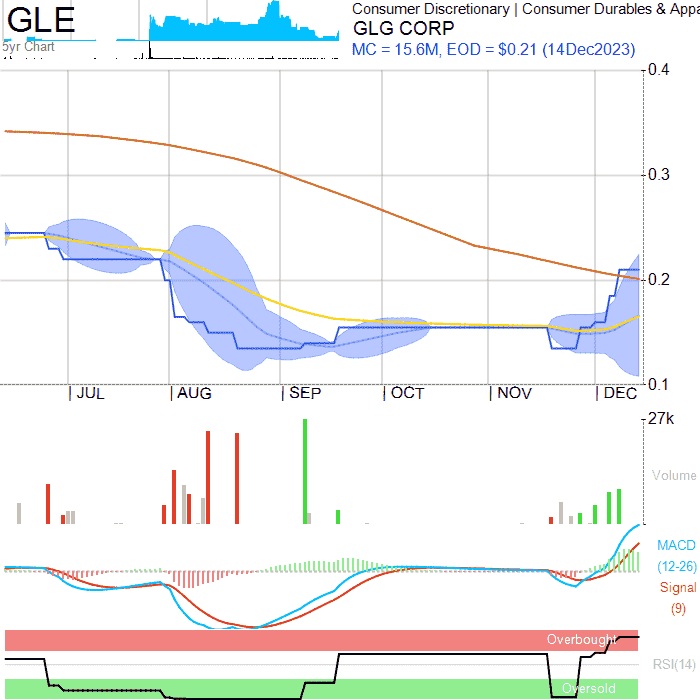 GLE
5yr Chart
Consumer Discretionary | Consumer Durables & Appa
GLG CORP
MC = 15.6M, EOD = $0.21 (14Dec2023)
0.4
0.3
0.2
0.1
JUL AUG SEP OCT NOV DEC
27k
Volume
MACD
(12-26)
Signal
(9)
Overbought
RSI(14)
Oversold